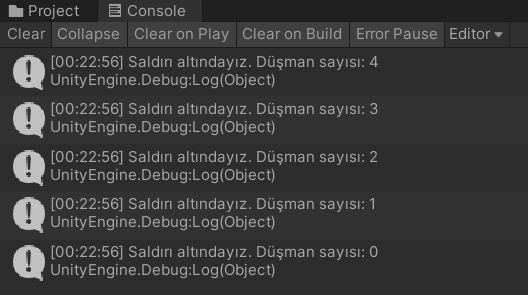 Project Console
Clear Collapse Clear on Play Clear on Build Error Pause Editor
[00:22:56] Saldırı altındayız. Düşman sayısı: 4
UnityEngine.Debug:Log(Object)
[00:22:56] Saldırı altındayız. Düşman sayısı: 3
UnityEngine.Debug:Log(Object)
[00:22:56] Saldırı altındayız. Düşman sayısı: 2
UnityEngine.Debug:Log(Object)
[00:22:56] Saldırı altındayız. Düşman sayısı: 1
UnityEngine.Debug:Log(Object)
[00:22:56] Saldırı altındayız. Düşman sayısı: 0
UnityEngine.Debug:Log(Object)